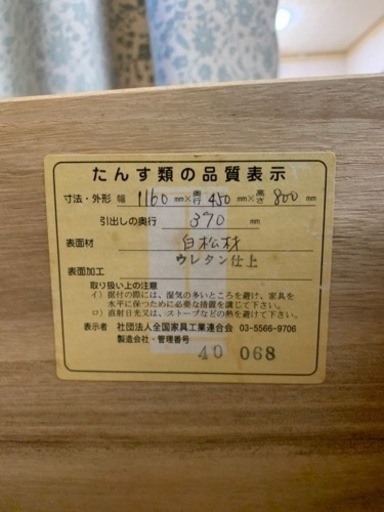 たんす類の品質表示
寸法・外形 幅 1160 mm× 奥行 450 mm× 高さ 800 mm
引出しの奥行 370 mm
表面材 白松材
表面加工 ウレタン仕上
取り扱い上の注意
イ）据付の際には、湿気の多いところを避け、家具を
水平に保つために必要な措置を講じて下さい。
ロ）直射日光又は、ストーブなどの熱を避けて下さい。
表示者 社団法人全国家具工業連合会 03-5566-9706
製造会社・管理番号
40 068